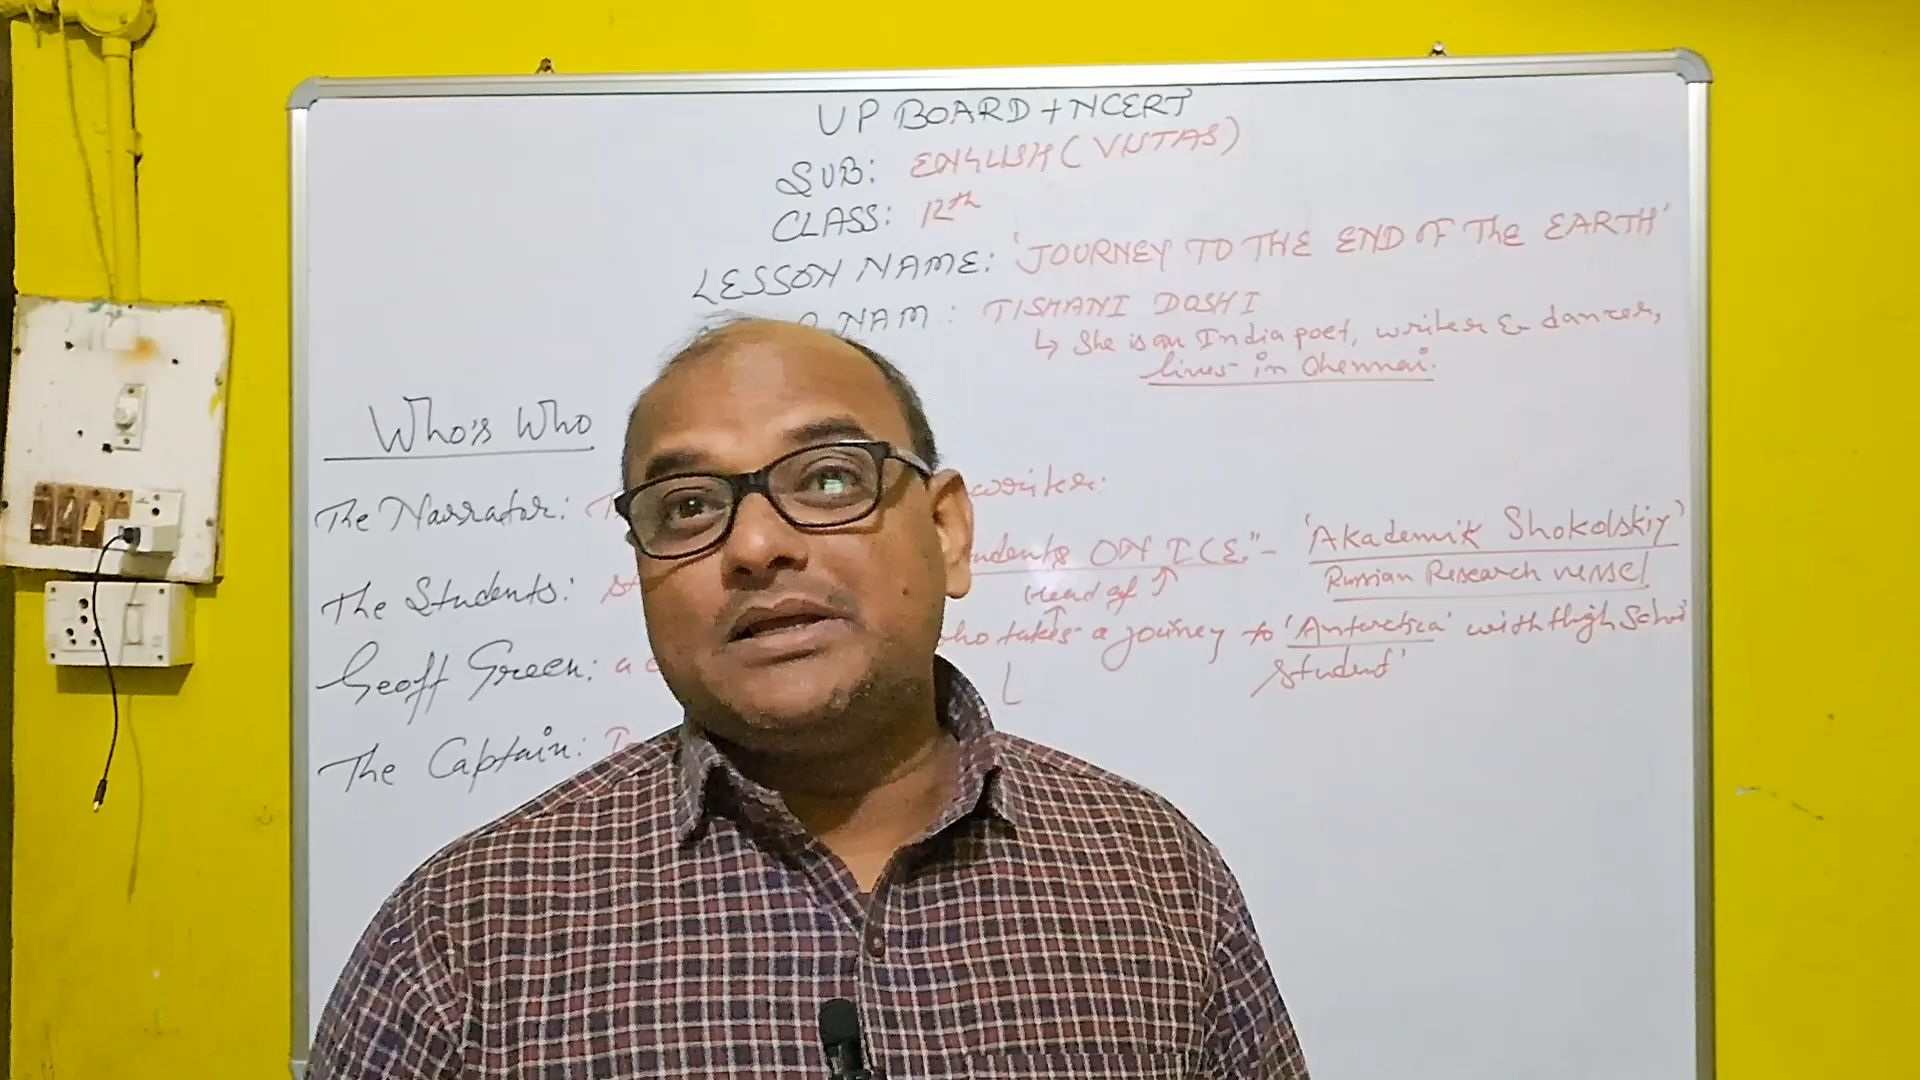 UP BOARD + NCERT
SUB: ENGLISH (VISTAS)
CLASS: 12th
LESSON NAME: 'JOURNEY TO THE END OF The EARTH'
NAM : TISHANI DOSHI
↳ She is an India poet, writer & dancer,
lives in Chennai.
Who's Who
The Narrator: writer:
The Students: ON ICE." - 'Akademik Shokolskiy'
Head of ↑ Russian Research vessel
Geoff Green: a takes a journey to 'Antarctica' with high
Student'
The Captain: